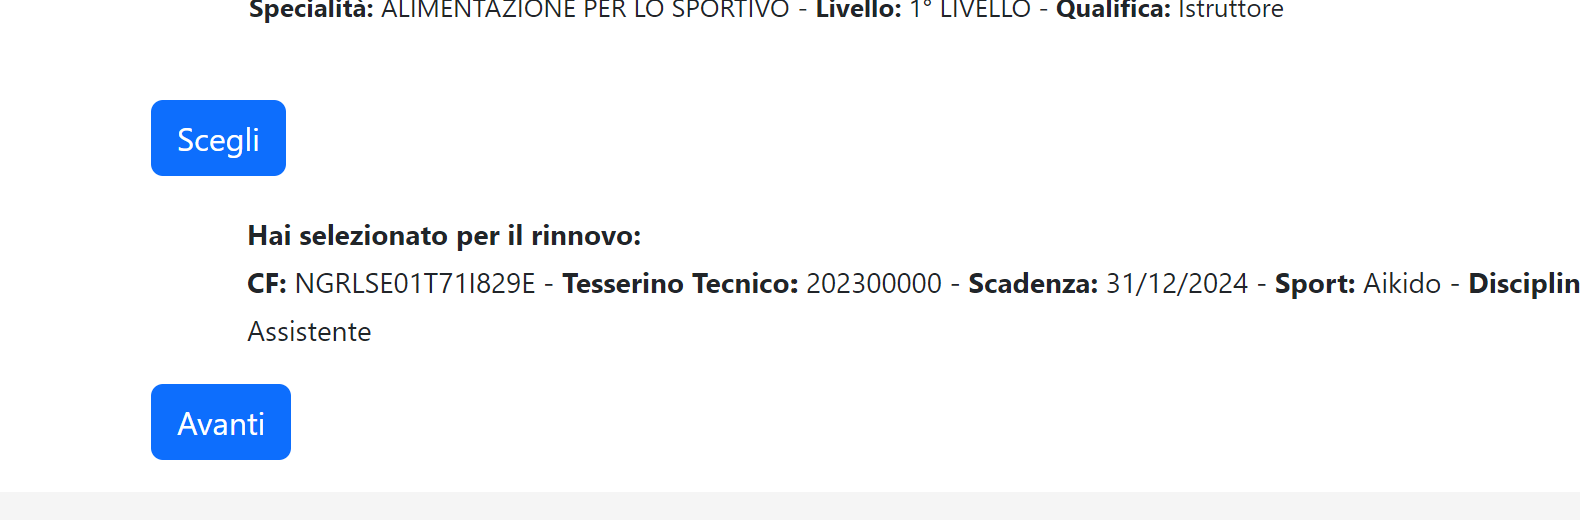 Specialità: ALIMENTAZIONE PER LO SPORTIVO - Livello: 1° LIVELLO - Qualifica: Istruttore
Scegli
Hai selezionato per il rinnovo:
CF: NGRLSE01T71I829E - Tesserino Tecnico: 202300000 - Scadenza: 31/12/2024 - Sport: Aikido - Disciplin
Assistente
Avanti